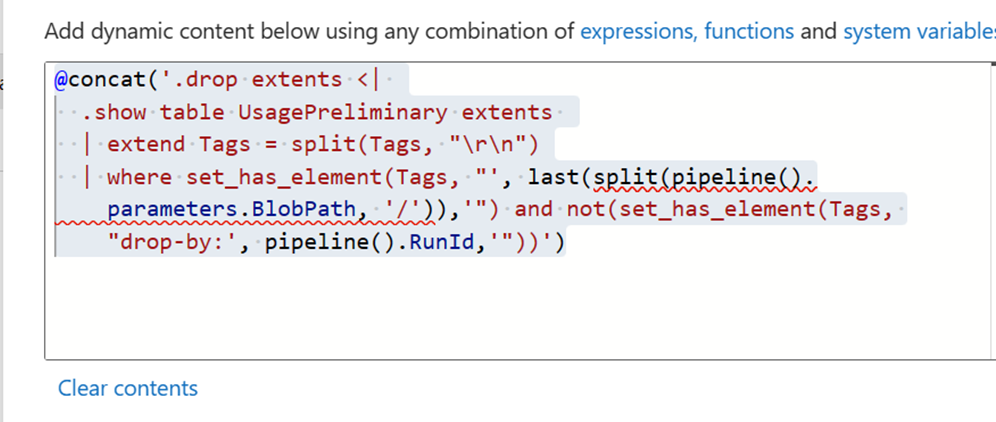 Add dynamic content below using any combination of expressions, functions and system variables
@concat('.drop extents <|
.show table UsagePreliminary extents
| extend Tags = split(Tags, "\r\n")
| where set_has_element(Tags, "', last(split(pipeline().
parameters.BlobPath, '/')),'") and not(set_has_element(Tags,
"drop-by:', pipeline().RunId,'"))')
Clear contents